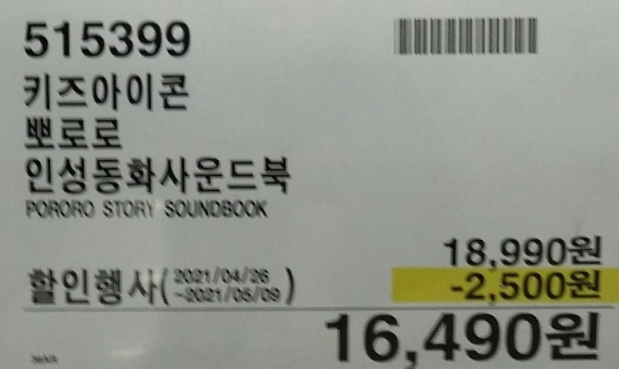 515399
키즈아이콘
뽀로로
인성동화사운드북
PORORO STORY SOUNDBOOK
18,990원
할인행사(2021/04/26
~2021/05/09)
-2,500원
16,490원